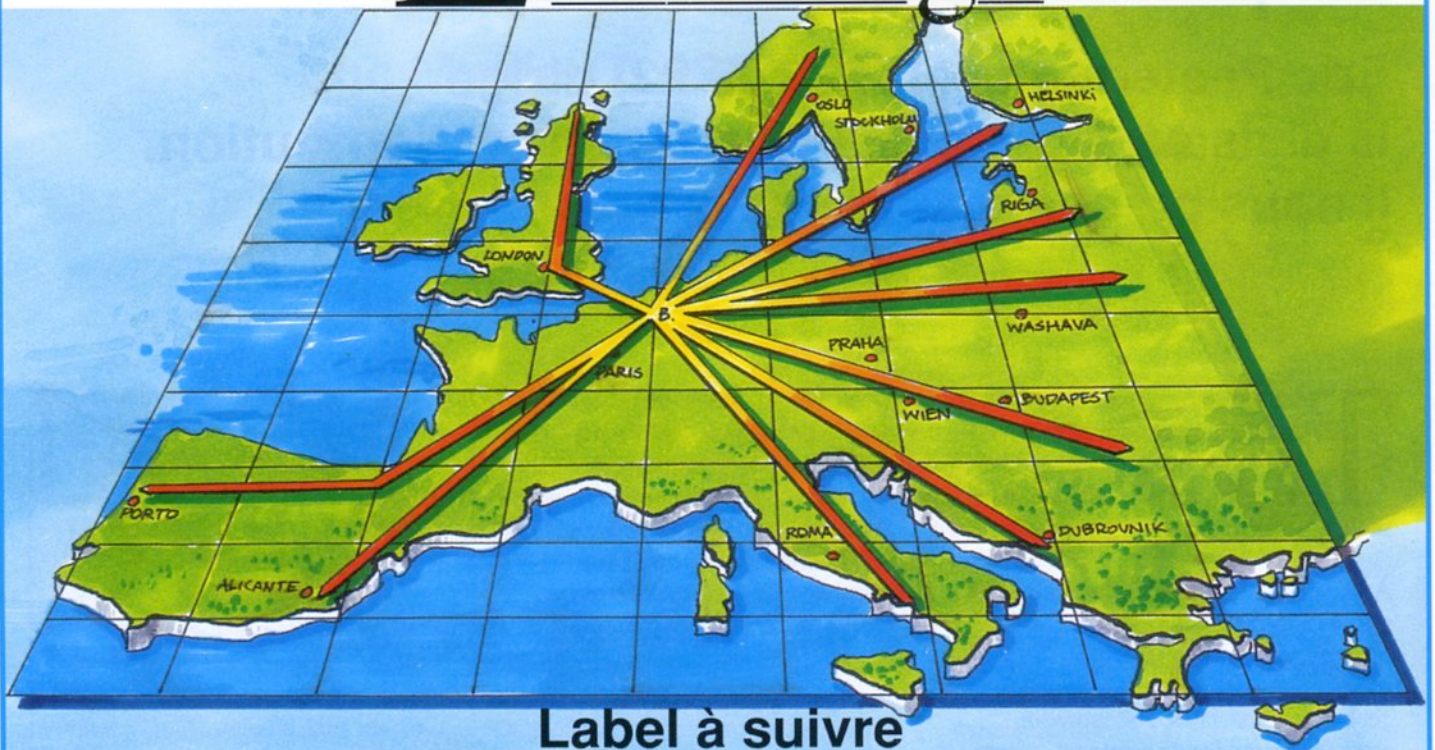 OSLO
HELSINKI
STOCKHOLM
RIGA
LONDON
B.
WASHAVA
PRAHA
PARIS
BUDAPEST
WIEN
PORTO
ROMA
DUBROVNIK
ALICANTE
Label à suivre